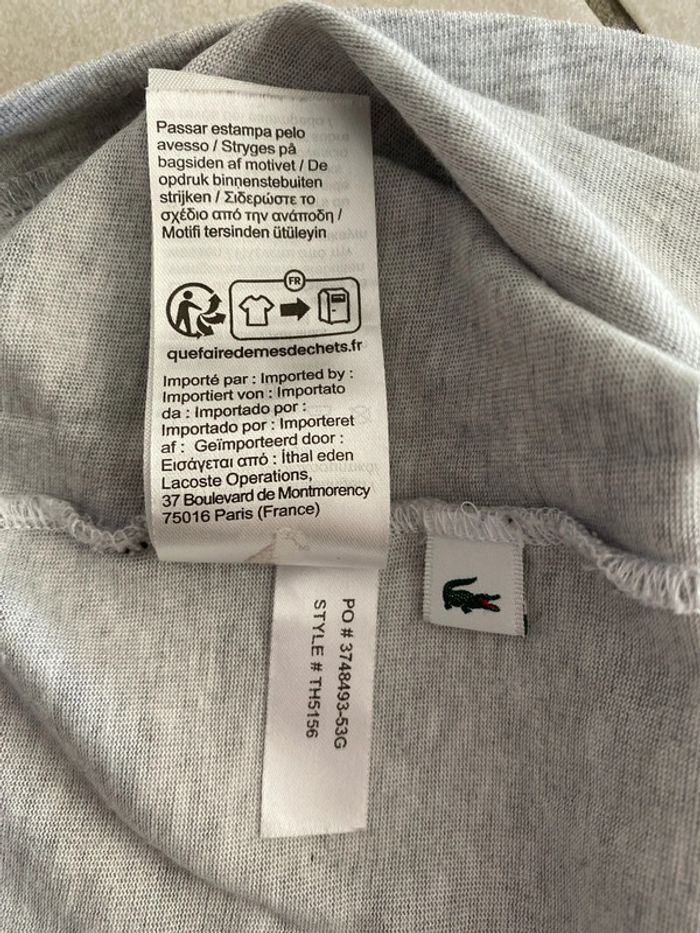 Passar estampa pelo
avesso / Stryges på
bagsiden af motivet / De
opdruk binnenstebuiten
strijken / Σιδερώστε το
σχέδιο από την ανάποδη /
Motifi tersinden ütüleyin
FR
quefairedemesdechets.fr
Importé par : Imported by :
Importiert von : Importato
da : Importado por :
Importado por : Importeret
af : Geïmporteerd door :
Εισάγεται από : İthal eden
Lacoste Operations,
37 Boulevard de Montmorency
75016 Paris (France)
PO # 3748493-53G
STYLE # TH5156